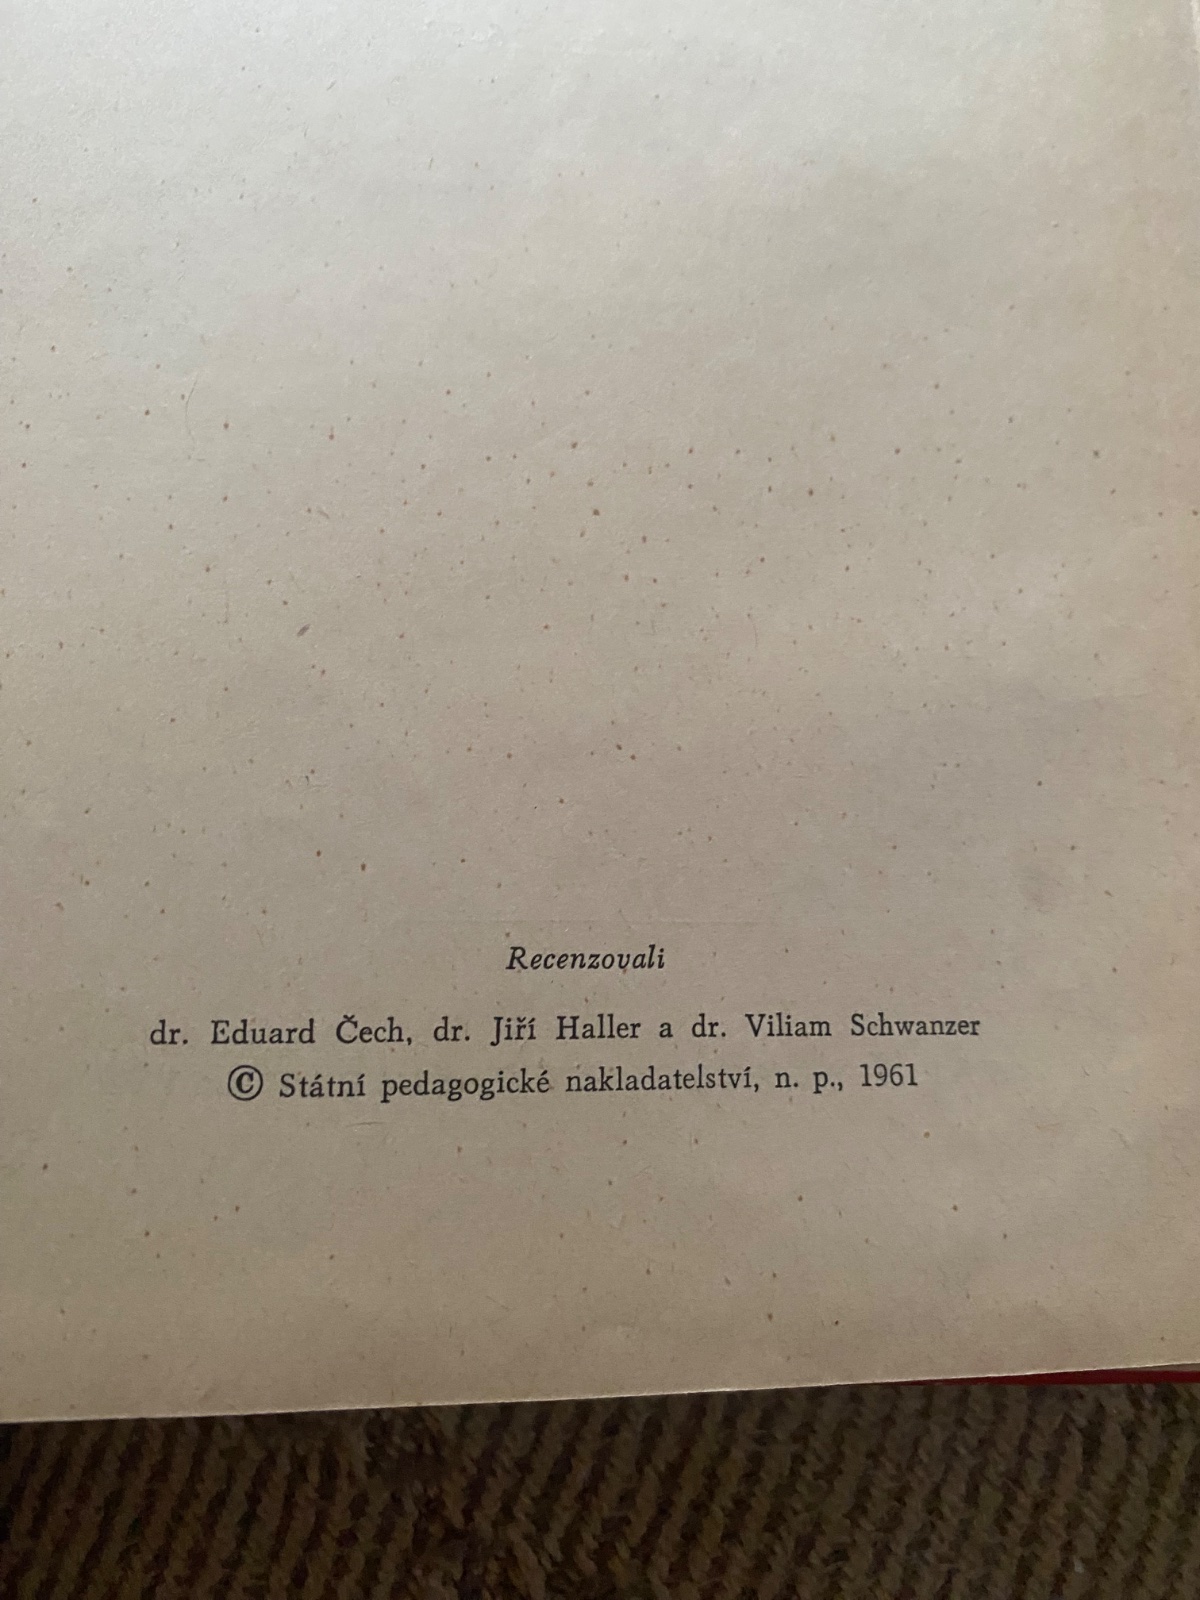 Recenzovali
dr. Eduard Čech, dr. Jiří Haller a dr. Viliam Schwanzer
© Státní pedagogické nakladatelství, n. p., 1961